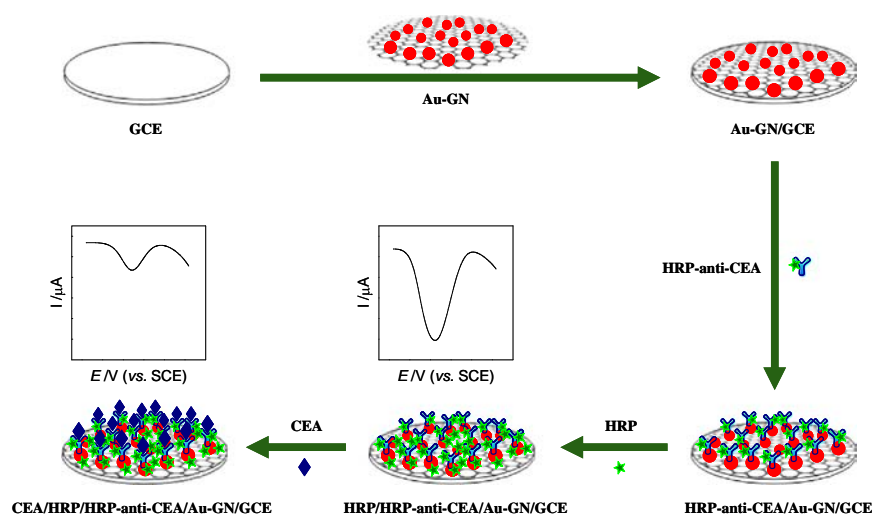 GCE
Au-GN
Au-GN/GCE
HRP-anti-CEA
I /μA
E /V (vs. SCE)
I /μA
E /V (vs. SCE)
CEA
HRP
CEA/HRP/HRP-anti-CEA/Au-GN/GCE
HRP/HRP-anti-CEA/Au-GN/GCE
HRP-anti-CEA/Au-GN/GCE